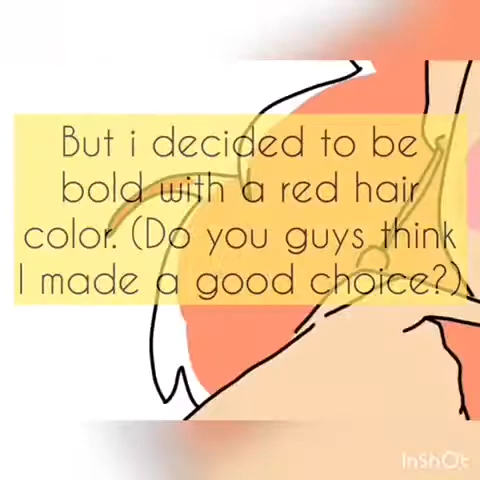 But i decided to be
bold with a red hair
color. (Do you guys think
I made a good choice?)
InShOt